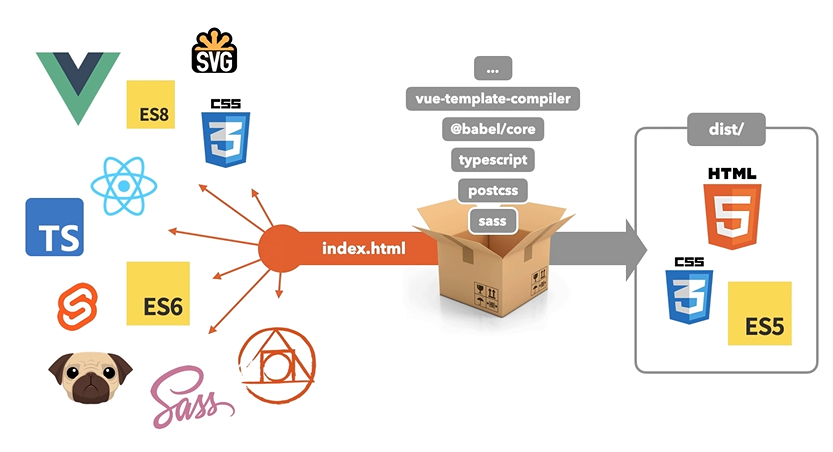 SVG
ES8
CSS
3
TS
ES6
Sass
index.html
...
vue-template-compiler
@babel/core
typescript
postcss
sass
dist/
HTML
5
CSS
3
ES5